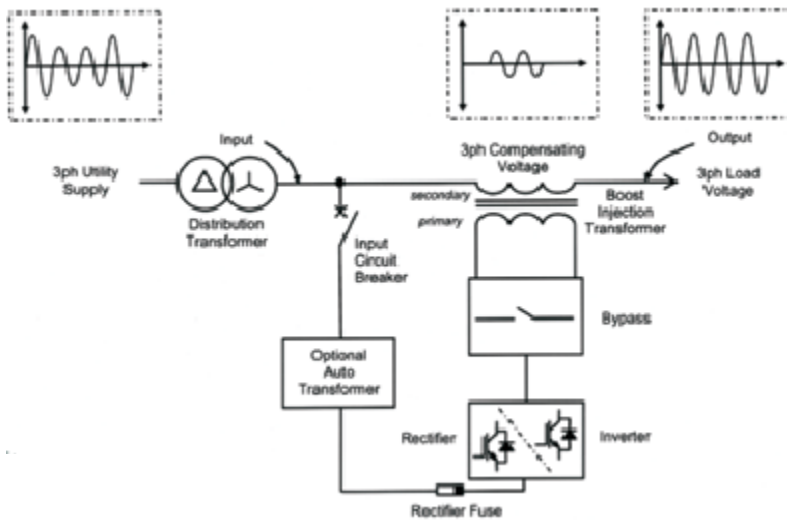 Input
3ph Compensating
Voltage
Output
3ph Utility
Supply
3ph Load
Voltage
secondary
primary
Boost
Injection
Transformer
Distribution
Transformer
Input
Circuit
Breaker
Bypass
Optional
Auto
Transformer
Rectifier
Inverter
Rectifier Fuse